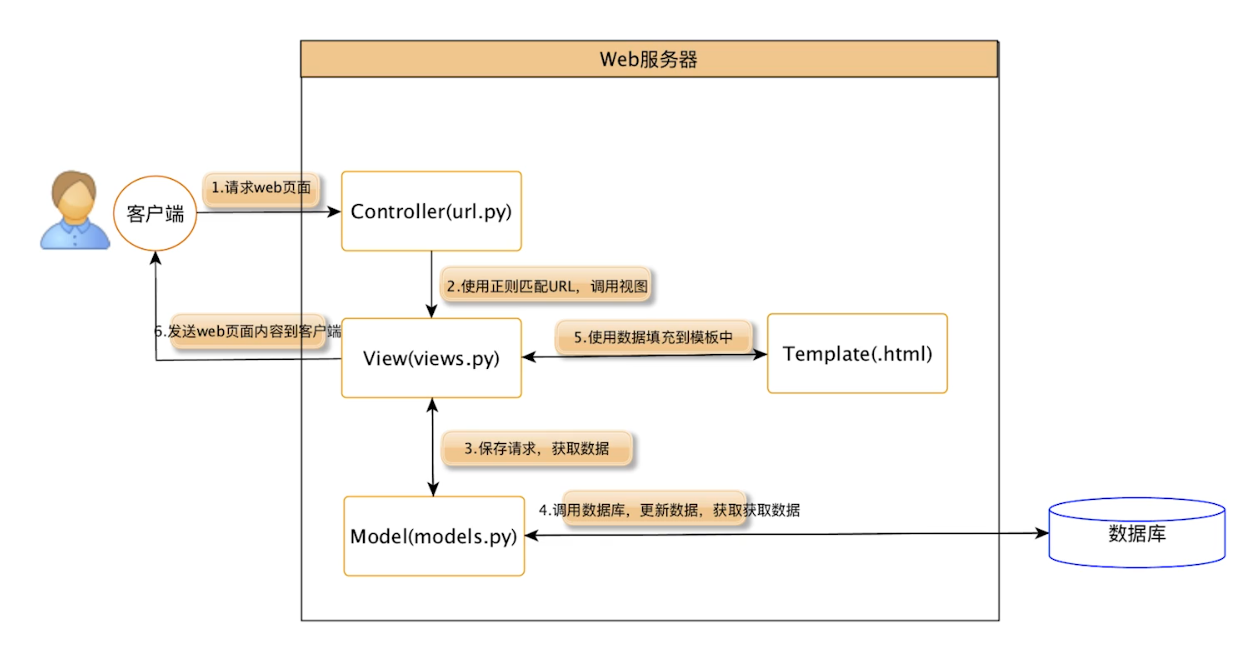 Web服务器
1.请求web页面
客户端
Controller(url.py)
2.使用正则匹配URL，调用视图
6.发送web页面内容到客户端
View(views.py)
5.使用数据填充到模板中
Template(.html)
3.保存请求，获取数据
4.调用数据库，更新数据，获取获取数据
Model(models.py)
数据库